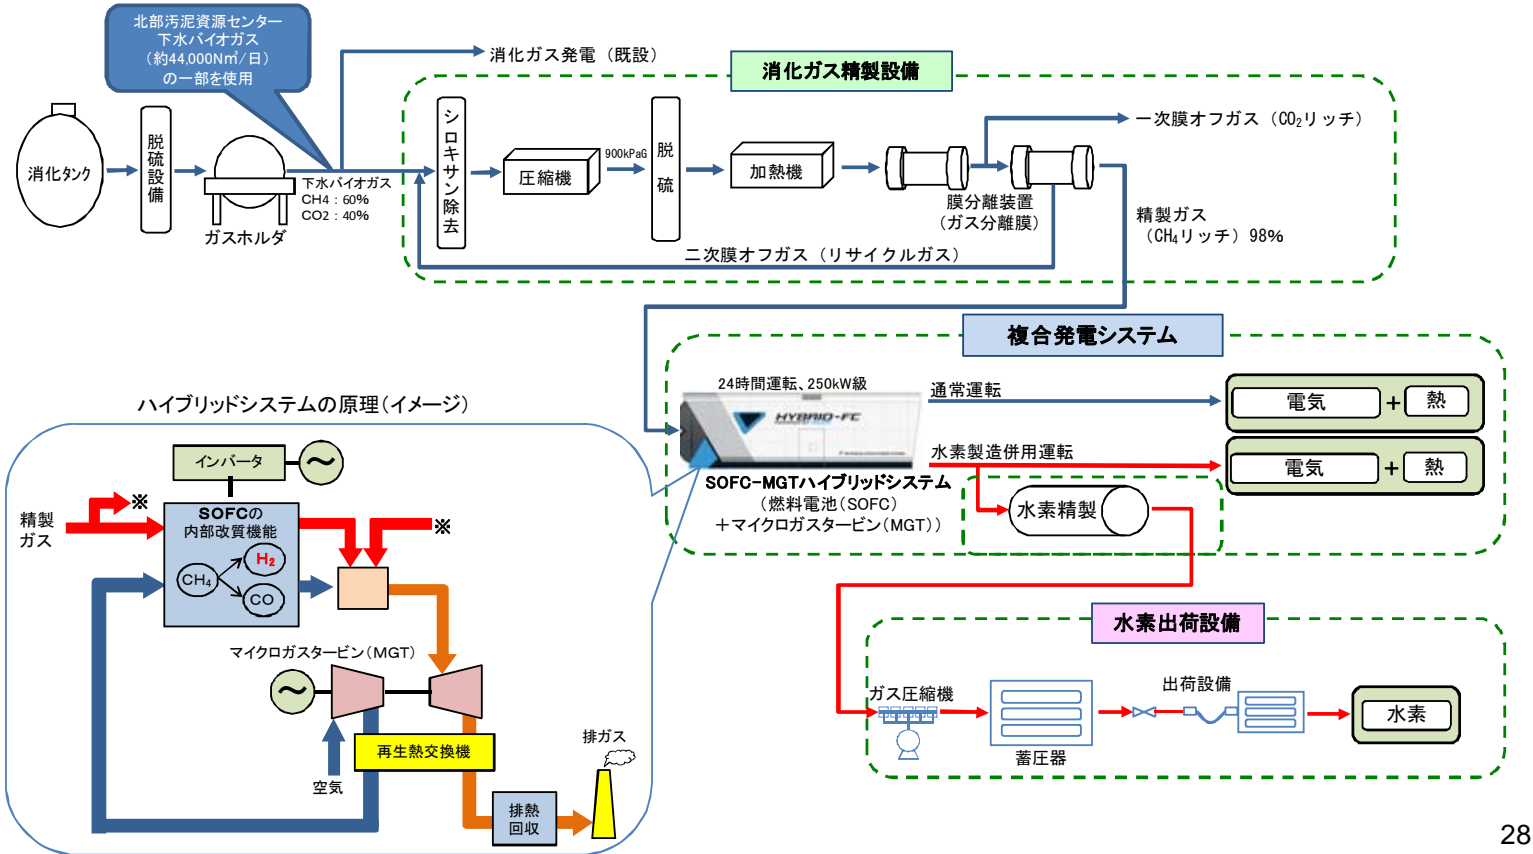 北部汚泥資源センター
下水バイオガス
（約44,000Nm³/日）
の一部を使用
消化ガス発電（既設）
消化ガス精製設備
消化タンク
脱硫設備
ガスホルダ
下水バイオガス
CH4：60%
CO2：40%
シロキサン除去
圧縮機
900kPaG
脱硫
加熱機
膜分離装置
（ガス分離膜）
一次膜オフガス（CO₂リッチ）
精製ガス
（CH₄リッチ）98%
二次膜オフガス（リサイクルガス）
複合発電システム
24時間運転、250kW級
HYBRID-FC
通常運転
電気
+
熱
水素製造併用運転
電気
+
熱
SOFC-MGTハイブリッドシステム
（燃料電池（SOFC）
＋マイクロガスタービン（MGT））
水素精製
水素出荷設備
ガス圧縮機
蓄圧器
出荷設備
水素
ハイブリッドシステムの原理（イメージ）
インバータ
～
※
精製
ガス
SOFCの
内部改質機能
CH₄
H₂
CO
※
マイクロガスタービン（MGT）
～
再生熱交換機
空気
排熱
回収
排ガス
28